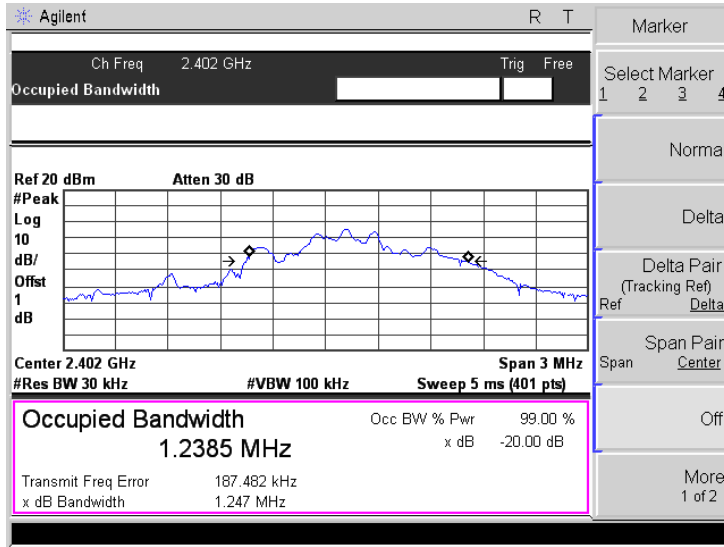 Agilent
R T
Marker
Ch Freq 2.402 GHz Trig Free
Occupied Bandwidth
Select Marker
1 2 3 4
Norma
Ref 20 dBm Atten 30 dB
#Peak
Log
10
dB/
Offst
1
dB
Delta
Delta Pair
(Tracking Ref)
Ref Delta
Span Pair
Span Center
Center 2.402 GHz Span 3 MHz
#Res BW 30 kHz #VBW 100 kHz Sweep 5 ms (401 pts)
Occupied Bandwidth
1.2385 MHz
Occ BW % Pwr 99.00 %
x dB -20.00 dB
Off
Transmit Freq Error 187.482 kHz
x dB Bandwidth 1.247 MHz
More
1 of 2